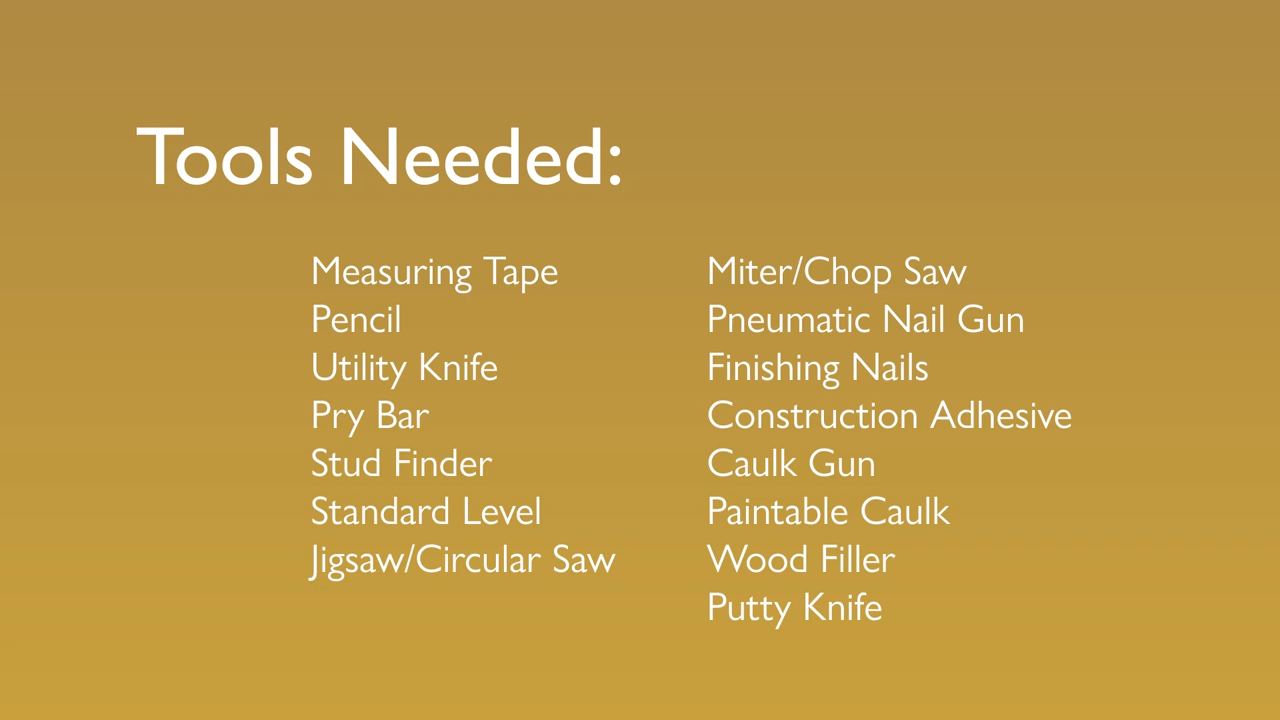 Tools Needed:
Measuring Tape
Pencil
Utility Knife
Pry Bar
Stud Finder
Standard Level
Jigsaw/Circular Saw
Miter/Chop Saw
Pneumatic Nail Gun
Finishing Nails
Construction Adhesive
Caulk Gun
Paintable Caulk
Wood Filler
Putty Knife